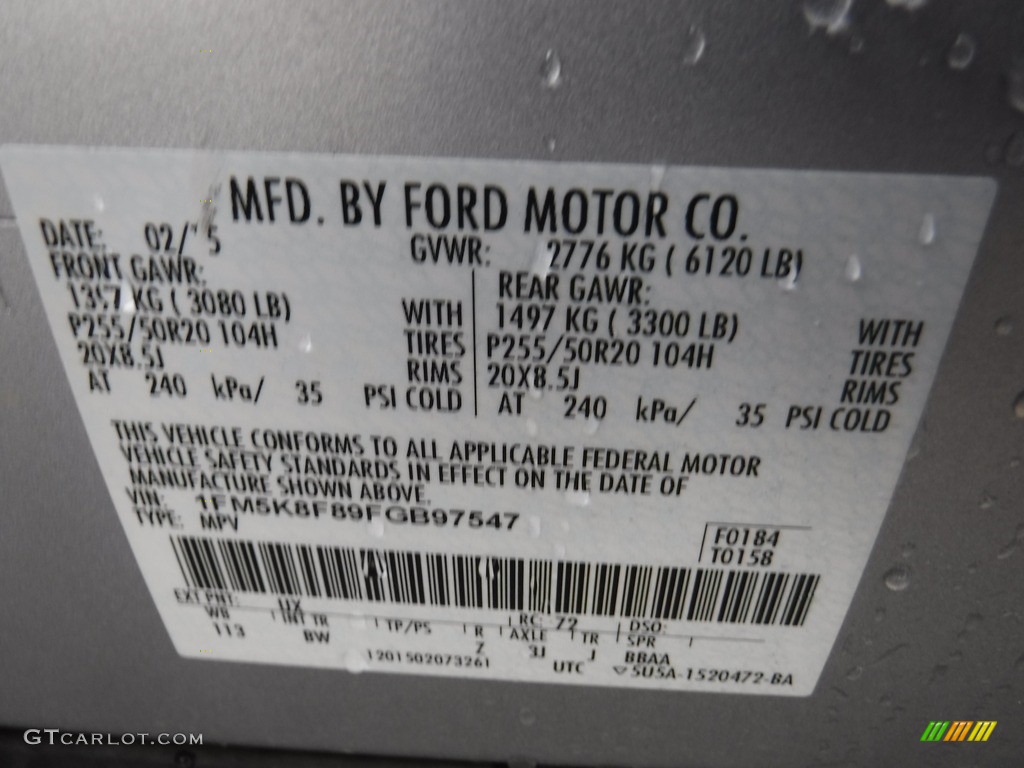 MFD. BY FORD MOTOR CO.
DATE: 02/15 GVWR: 2776 KG ( 6120 LB)
FRONT GAWR: REAR GAWR:
1397 KG ( 3080 LB) WITH 1497 KG ( 3300 LB) WITH
P255/50R20 104H TIRES P255/50R20 104H TIRES
20X8.5J RIMS 20X8.5J RIMS
AT 240 kPa/ 35 PSI COLD AT 240 kPa/ 35 PSI COLD
THIS VEHICLE CONFORMS TO ALL APPLICABLE FEDERAL MOTOR
VEHICLE SAFETY STANDARDS IN EFFECT ON THE DATE OF
MANUFACTURE SHOWN ABOVE.
VIN: 1FM5K8F89FGB97547
TYPE: MPV
F0184
T0158
EXT PNT: UX RC: 72 DSO:
WB INT TR TP/PS R AXLE TR SPR
113 BW Z 3J J BBAA
1201502073261 UTC ▽5U5A-1520472-BA
GTCARLOT.COM